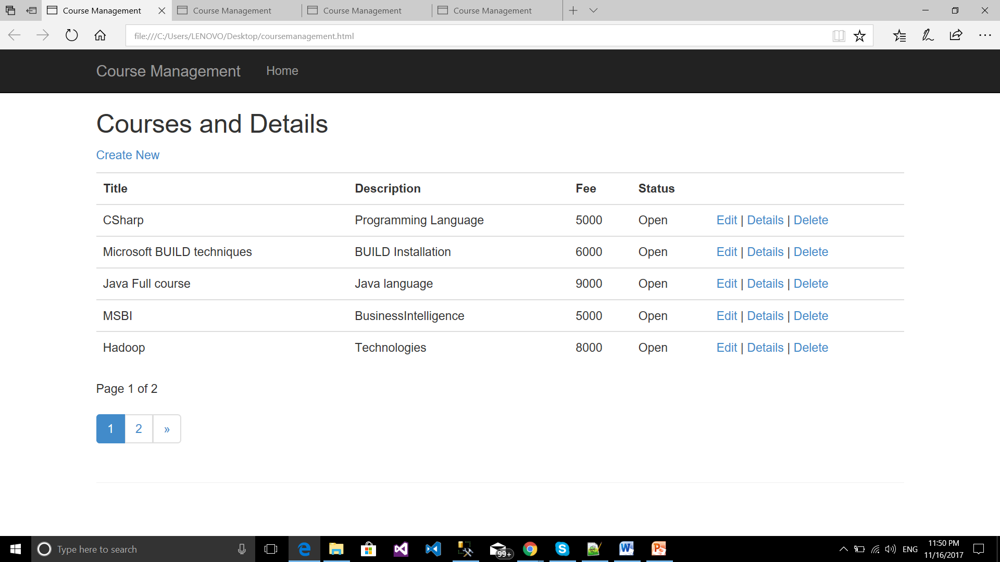 Course Management Course Management Course Management Course Management
file:///C:/Users/LENOVO/Desktop/coursemanagement.html
Course Management Home
Courses and Details
Create New
Title Description Fee Status
CSharp Programming Language 5000 Open Edit | Details | Delete
Microsoft BUILD techniques BUILD Installation 6000 Open Edit | Details | Delete
Java Full course Java language 9000 Open Edit | Details | Delete
MSBI BusinessIntelligence 5000 Open Edit | Details | Delete
Hadoop Technologies 8000 Open Edit | Details | Delete
Page 1 of 2
1 2 »
Type here to search 99+ ENG 11:50 PM
11/16/2017